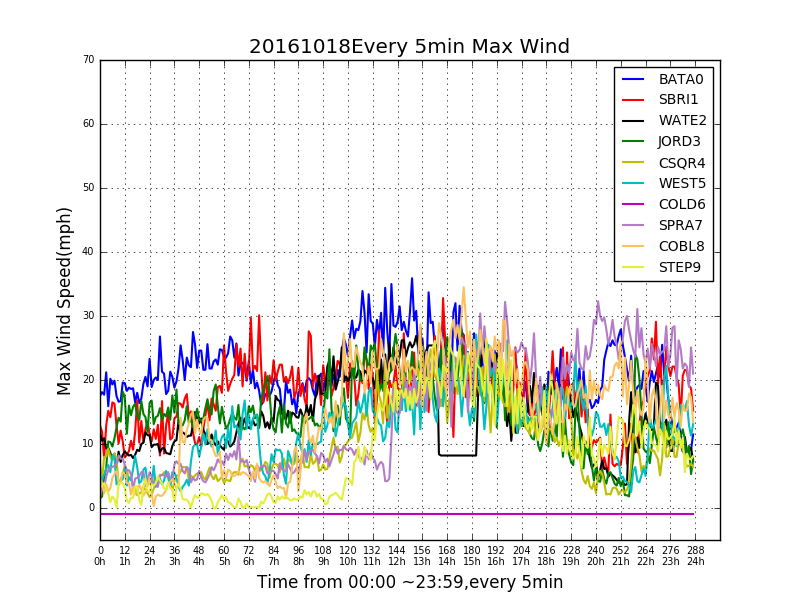 20161018Every 5min Max Wind
70
60
50
40
30
20
10
0
Max Wind Speed(mph)
BATA0
SBRI1
WATE2
JORD3
CSQR4
WEST5
COLD6
SPRA7
COBL8
STEP9
0 12 24 36 48 60 72 84 96 108 120 132 144 156 168 180 192 204 216 228 240 252 264 276 288
0h 1h 2h 3h 4h 5h 6h 7h 8h 9h 10h 11h 12h 13h 14h 15h 16h 17h 18h 19h 20h 21h 22h 23h 24h
Time from 00:00 ~23:59,every 5min